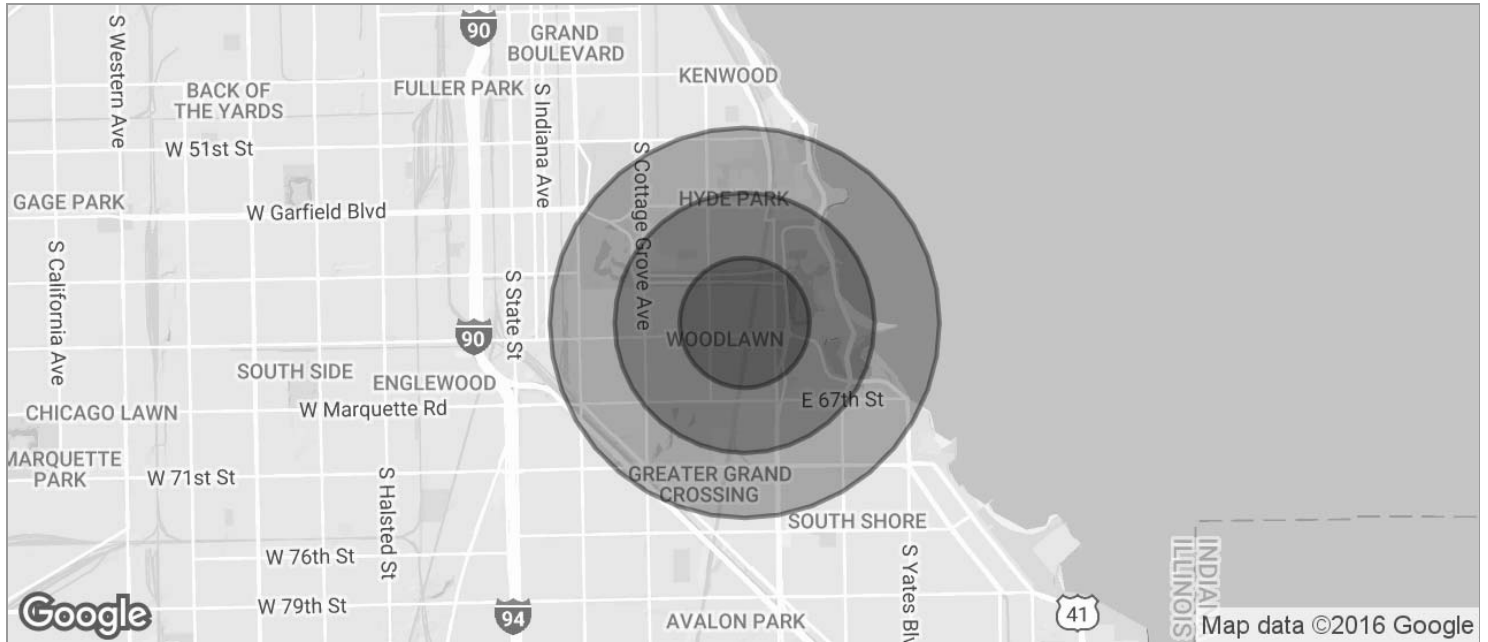 90
GRAND
BOULEVARD
KENWOOD
S Western Ave
BACK OF
THE YARDS
FULLER PARK
S Indiana Ave
W 51st St
S Cottage Grove Ave
GAGE PARK
W Garfield Blvd
HYDE PARK
S California Ave
S State St
90
WOODLAWN
SOUTH SIDE
ENGLEWOOD
CHICAGO LAWN
W Marquette Rd
E 67th St
MARQUETTE
PARK
W 71st St
S Halsted St
GREATER GRAND
CROSSING
SOUTH SHORE
W 76th St
S Yates Blv
INDIAN
ILLINOIS
Google
W 79th St
94
AVALON PARK
41
Map data ©2016 Google